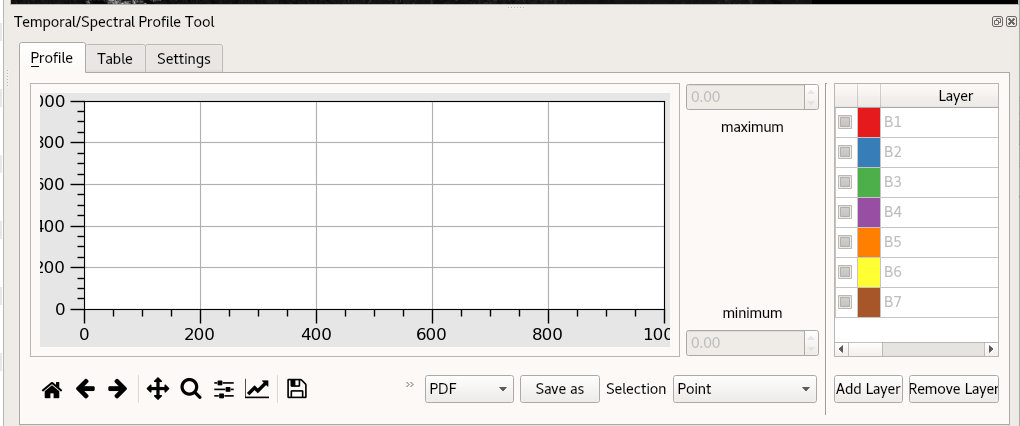 Temporal/Spectral Profile Tool
Profile Table Settings
0.00
maximum
minimum
0.00
Layer
B1
B2
B3
B4
B5
B6
B7
000
800
600
400
200
0
0 200 400 600 800 100
PDF Save as Selection Point Add Layer Remove Layer